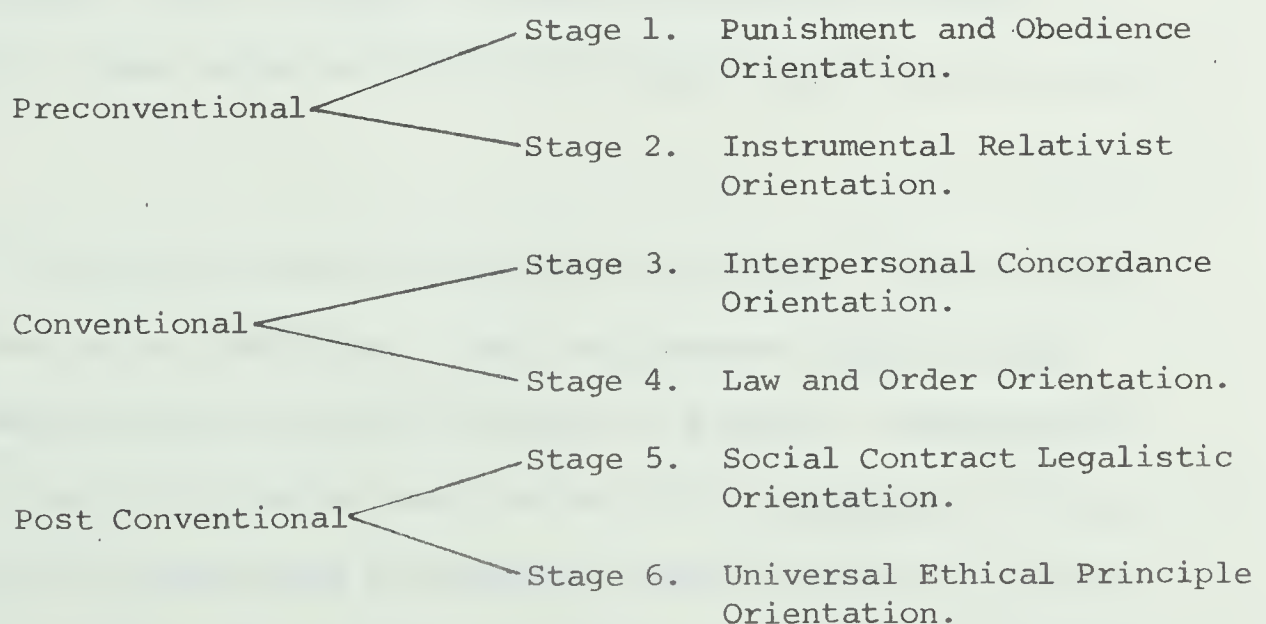 Stage 1. Punishment and Obedience
Orientation.
Preconventional
Stage 2. Instrumental Relativist
Orientation.
Stage 3. Interpersonal Concordance
Orientation.
Conventional
Stage 4. Law and Order Orientation.
Stage 5. Social Contract Legalistic
Orientation.
Post Conventional
Stage 6. Universal Ethical Principle
Orientation.